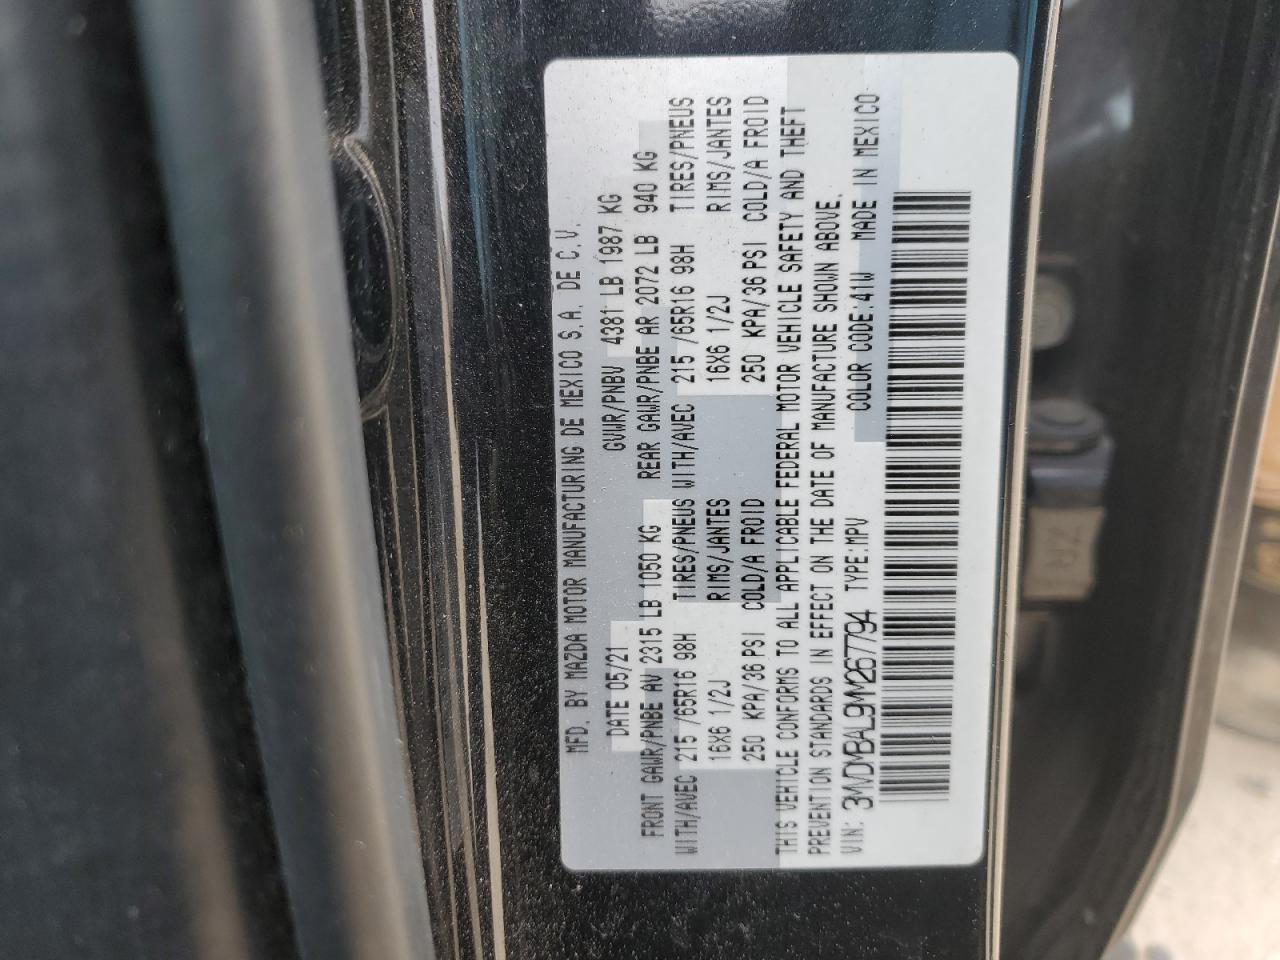 MFD. BY MAZDA MOTOR MANUFACTURING DE MEXICO S.A. DE C.V.
DATE 05/21 GVWR/PNBV 4381 LB 1987 KG
FRONT GAWR/PNBE AV 2315 LB 1050 KG REAR GAWR/PNBE AR 2072 LB 940 KG
WITH/AVEC 215 /65R16 98H TIRES/PNEUS WITH/AVEC 215 /65R16 98H TIRES/PNEUS
16X6 1/2J RIMS/JANTES 16X6 1/2J RIMS/JANTES
250 KPA/36 PSI COLD/A FROID 250 KPA/36 PSI COLD/A FROID
THIS VEHICLE CONFORMS TO ALL APPLICABLE FEDERAL MOTOR VEHICLE SAFETY AND THEFT
PREVENTION STANDARDS IN EFFECT ON THE DATE OF MANUFACTURE SHOWN ABOVE.
VIN: 3MVDMBAL9MM267794 TYPE:MPV COLOR CODE:41W MADE IN MEXICO